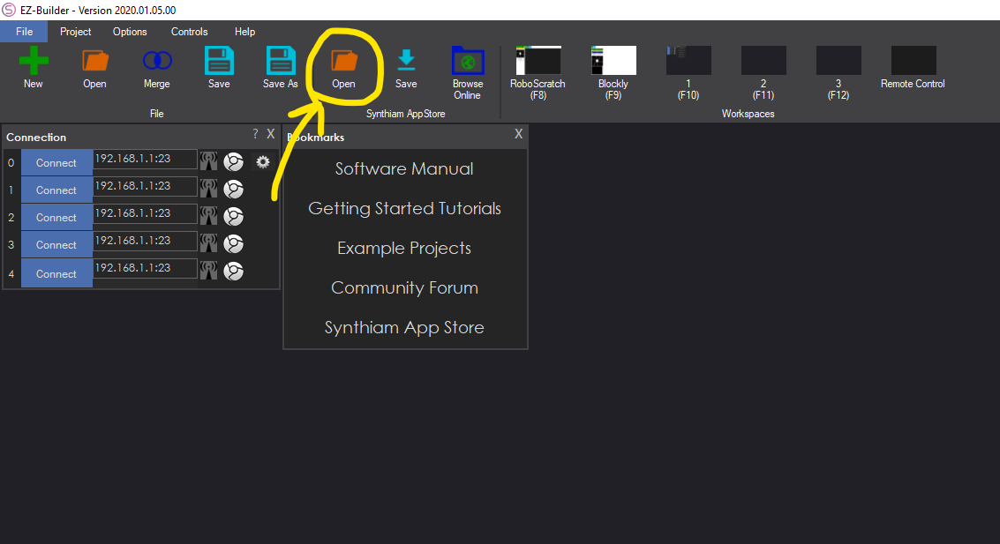 EZ-Builder - Version 2020.01.05.00
File Project Options Controls Help
New Open Merge Save Save As Open Save Browse Online RoboScratch (F8) Blockly (F9) 1 (F10) 2 (F11) 3 (F12) Remote Control
File Synthiam App Store Workspaces
Connection ? X
0 Connect 192.168.1.1:23
1 Connect 192.168.1.1:23
2 Connect 192.168.1.1:23
3 Connect 192.168.1.1:23
4 Connect 192.168.1.1:23
Bookmarks X
Software Manual
Getting Started Tutorials
Example Projects
Community Forum
Synthiam App Store